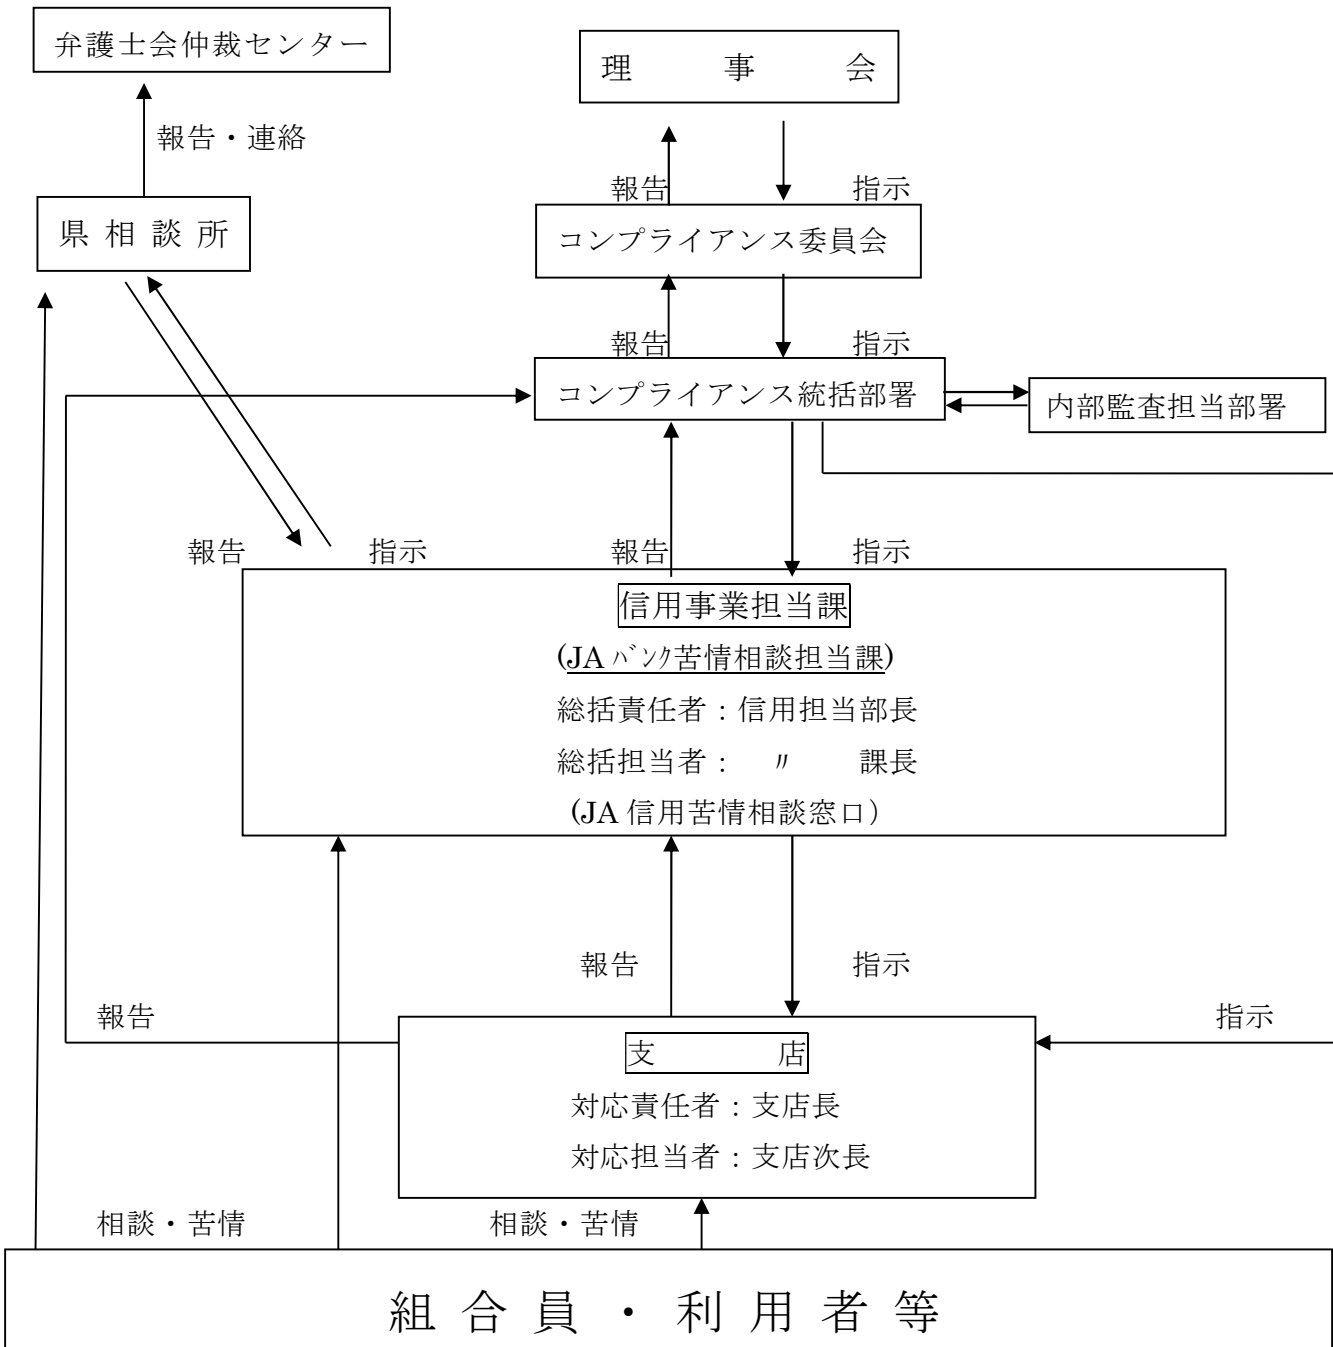 弁護士会仲裁センター
理事会
報告・連絡
報告
指示
県相談所
コンプライアンス委員会
報告
指示
コンプライアンス統括部署
内部監査担当部署
報告
指示
報告
指示
信用事業担当課
(JAﾊﾞﾝｸ苦情相談担当課)
総括責任者：信用担当部長
総括担当者：〃課長
(JA信用苦情相談窓口）
報告
指示
報告
指示
支店
対応責任者：支店長
対応担当者：支店次長
相談・苦情
相談・苦情
組合員・利用者等